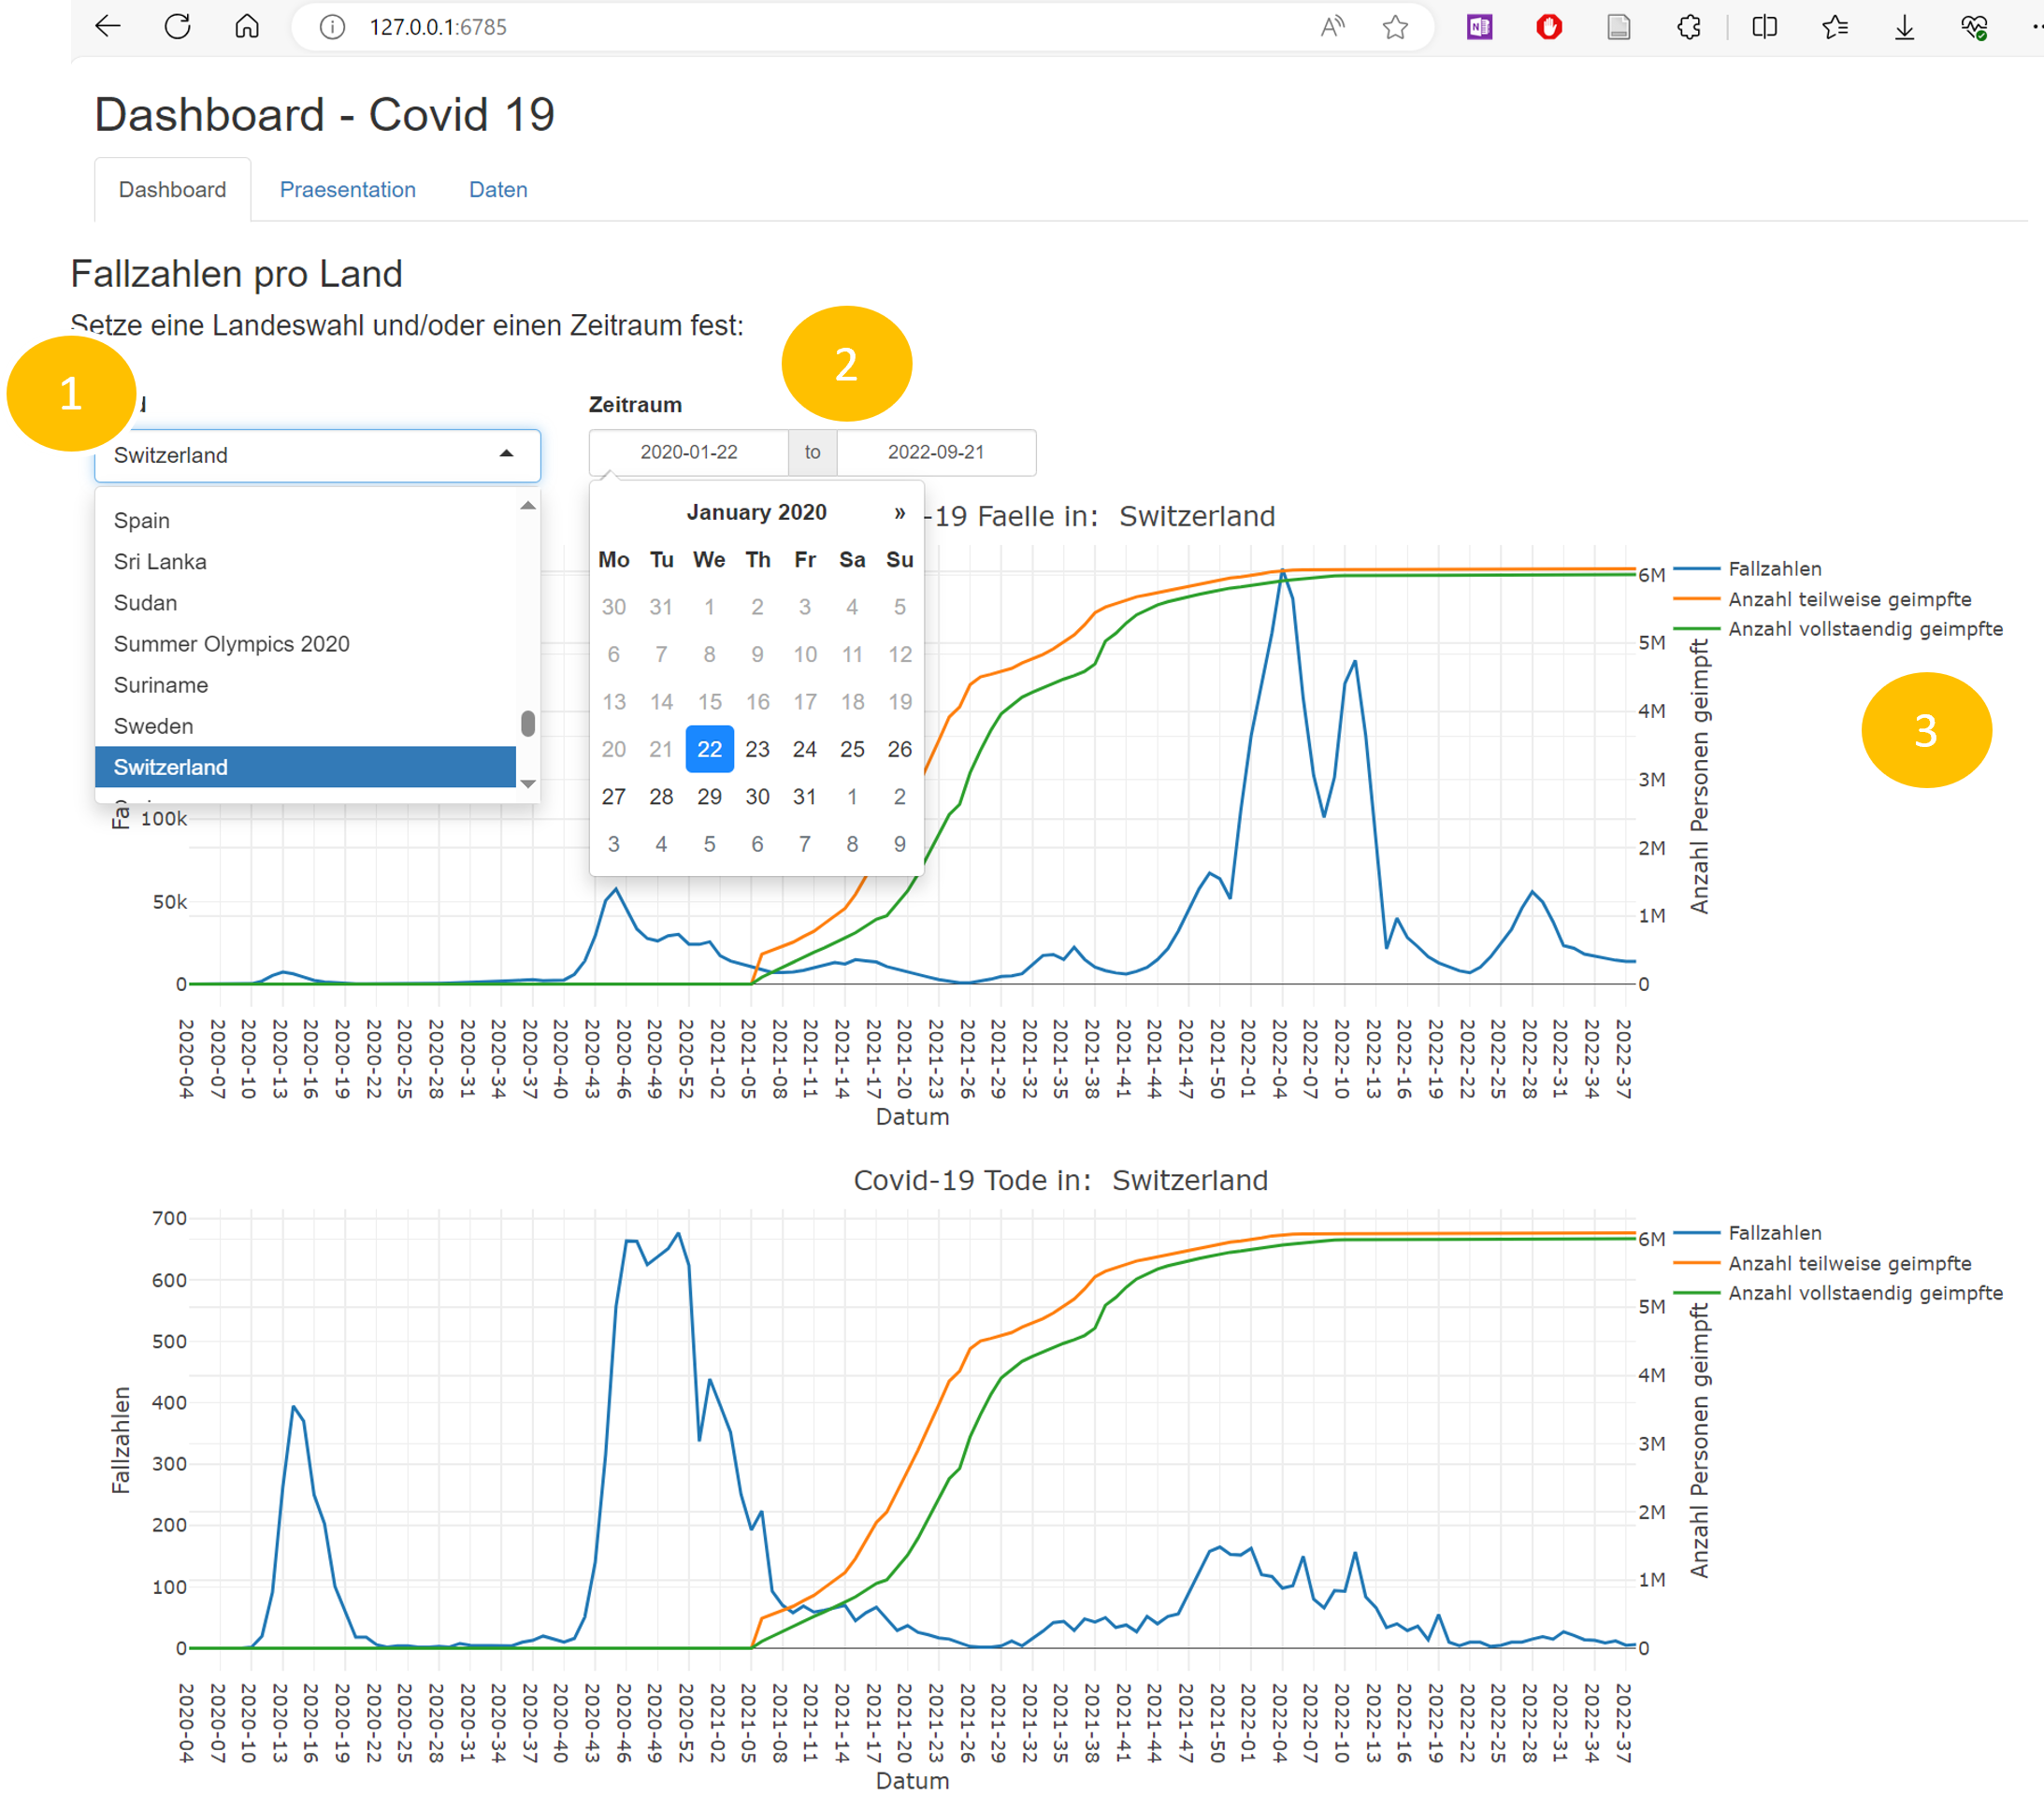 127.0.0.1:6785
Dashboard - Covid 19
Dashboard Praesentation Daten
Fallzahlen pro Land
Setze eine Landeswahl und/oder einen Zeitraum fest:
1
2
3
Zeitraum
Switzerland
2020-01-22 to 2022-09-21
Spain
Sri Lanka
Sudan
Summer Olympics 2020
Suriname
Sweden
Switzerland
January 2020 »
Mo Tu We Th Fr Sa Su
30 31 1 2 3 4 5
6 7 8 9 10 11 12
13 14 15 16 17 18 19
20 21 22 23 24 25 26
27 28 29 30 31 1 2
3 4 5 6 7 8 9
-19 Faelle in: Switzerland
Fallzahlen
Anzahl teilweise geimpfte
Anzahl vollstaendig geimpfte
6M
5M
4M
3M
2M
1M
0
Anzahl Personen geimpft
100k
50k
0
2020-04 2020-07 2020-10 2020-13 2020-16 2020-19 2020-22 2020-25 2020-28 2020-31 2020-34 2020-37 2020-40 2020-43 2020-46 2020-49 2020-52 2021-02 2021-05 2021-08 2021-11 2021-14 2021-17 2021-20 2021-23 2021-26 2021-29 2021-32 2021-35 2021-38 2021-41 2021-44 2021-47 2021-50 2022-01 2022-04 2022-07 2022-10 2022-13 2022-16 2022-19 2022-22 2022-25 2022-28 2022-31 2022-34 2022-37
Datum
Covid-19 Tode in: Switzerland
Fallzahlen
Anzahl teilweise geimpfte
Anzahl vollstaendig geimpfte
700
600
500
400
300
200
100
0
Fallzahlen
6M
5M
4M
3M
2M
1M
0
Anzahl Personen geimpft
2020-04 2020-07 2020-10 2020-13 2020-16 2020-19 2020-22 2020-25 2020-28 2020-31 2020-34 2020-37 2020-40 2020-43 2020-46 2020-49 2020-52 2021-02 2021-05 2021-08 2021-11 2021-14 2021-17 2021-20 2021-23 2021-26 2021-29 2021-32 2021-35 2021-38 2021-41 2021-44 2021-47 2021-50 2022-01 2022-04 2022-07 2022-10 2022-13 2022-16 2022-19 2022-22 2022-25 2022-28 2022-31 2022-34 2022-37
Datum